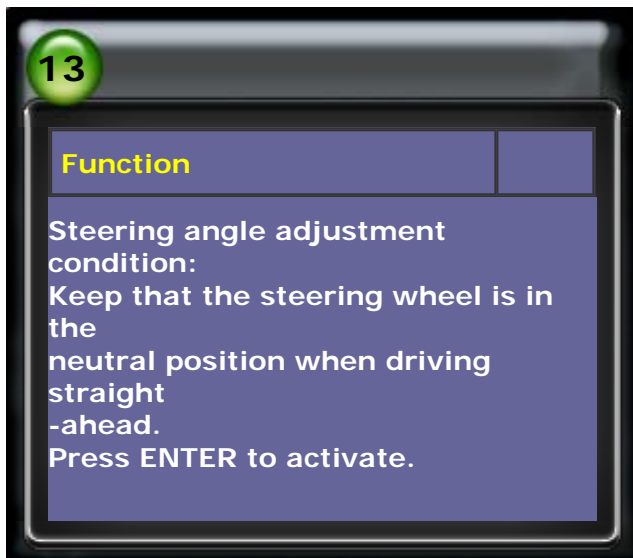 13
Function
Steering angle adjustment
condition:
Keep that the steering wheel is in
the
neutral position when driving
straight
-ahead.
Press ENTER to activate.